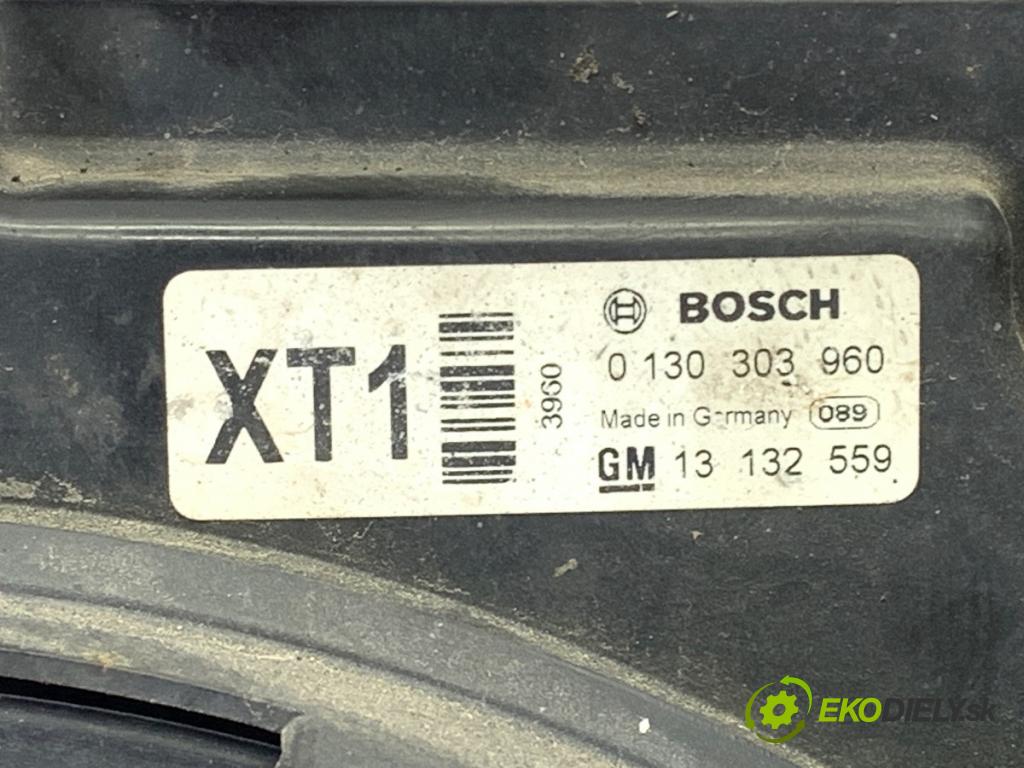 XT1
3960
BOSCH
0 130 303 960
Made in Germany 089
GM 13 132 559
EKODIELY.sk